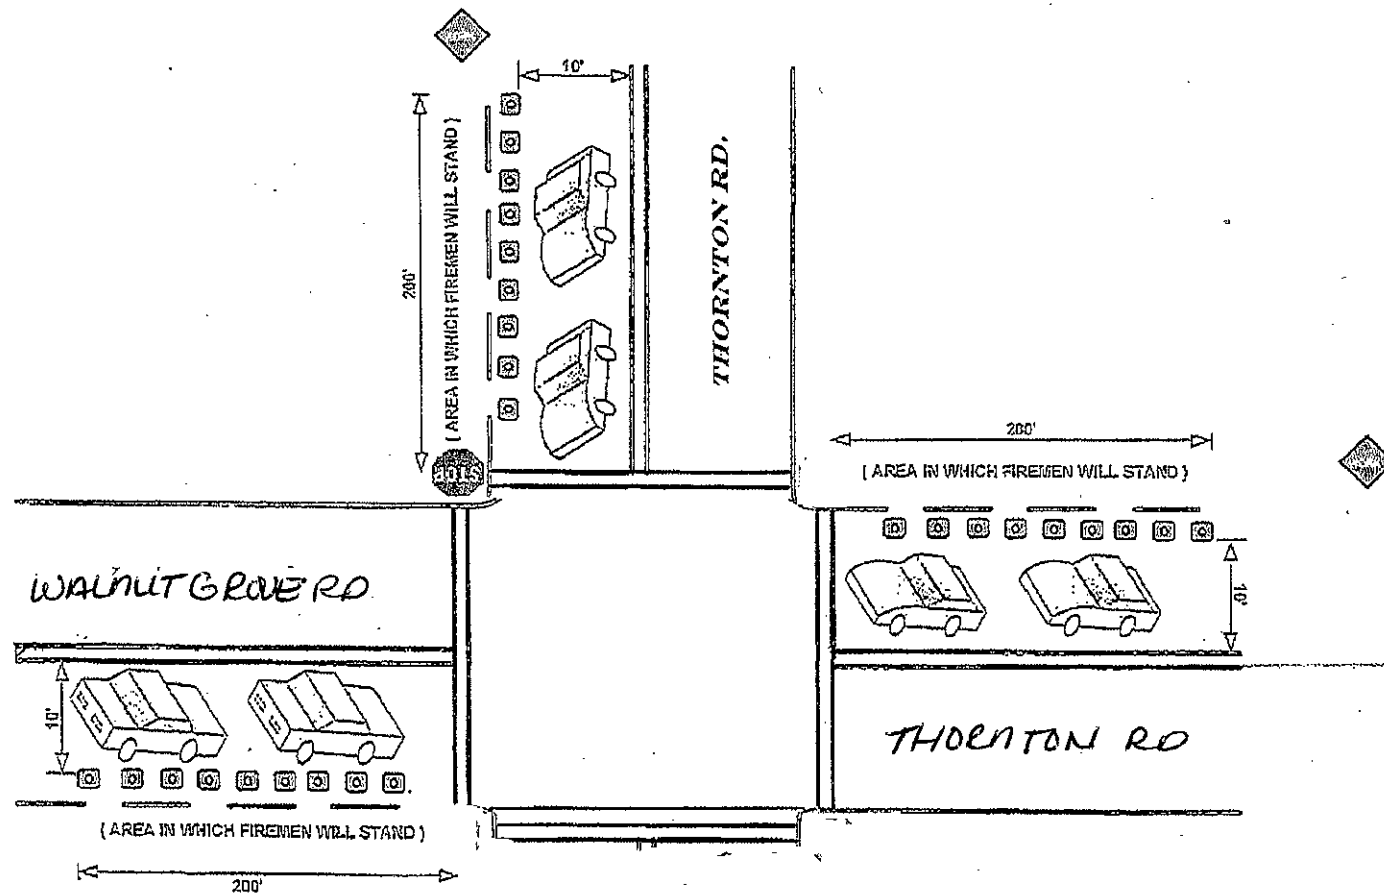 10'
200'
( AREA IN WHICH FIREMEN WILL STAND )
THORNTON RD.
STOP
200'
( AREA IN WHICH FIREMEN WILL STAND )
10'
WALNUT GROVE RD
10'
THORNTON RD
( AREA IN WHICH FIREMEN WILL STAND )
200'